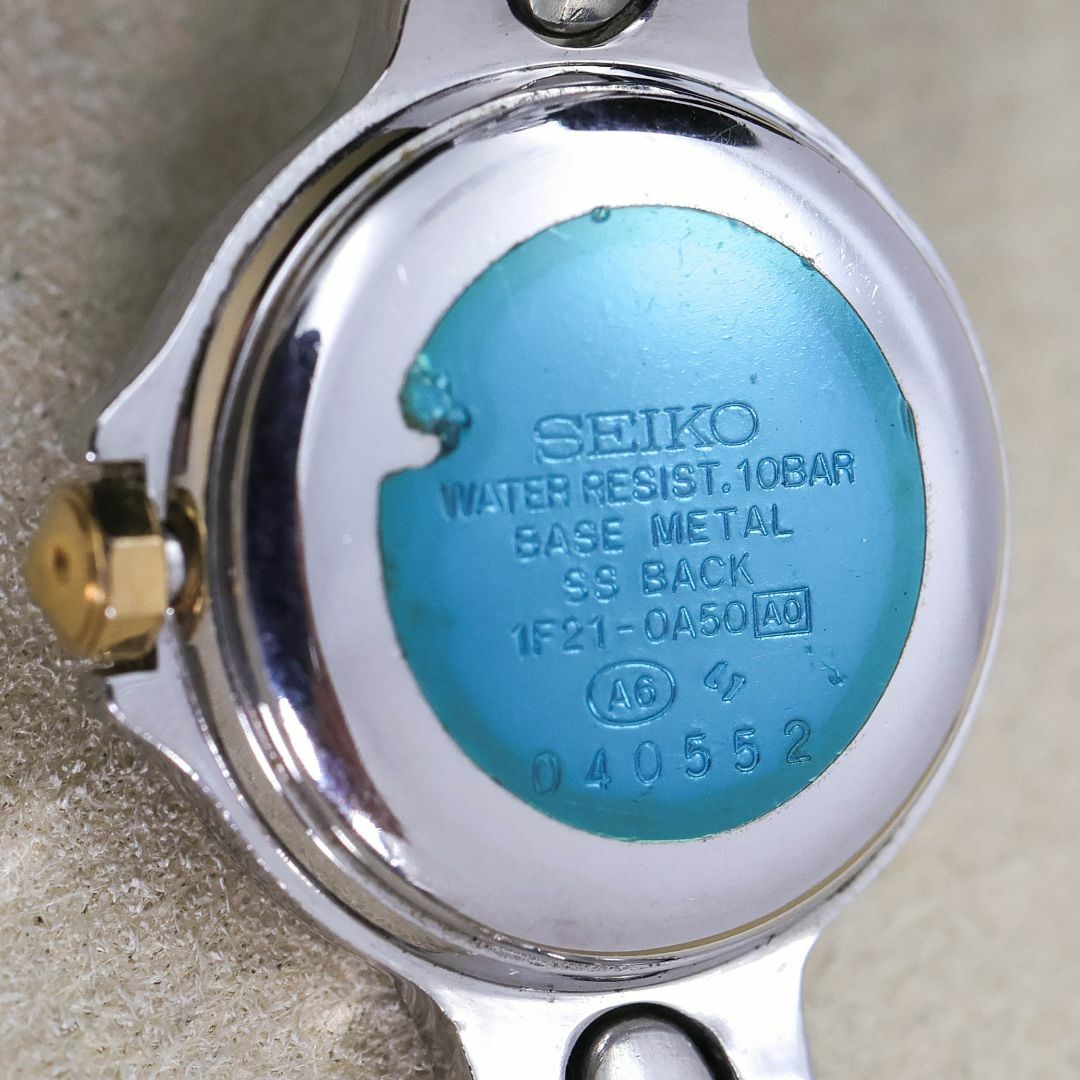 SEIKO
WATER RESIST. 10BAR
BASE METAL
SS BACK
1F21-0A50 A0
A6
040552